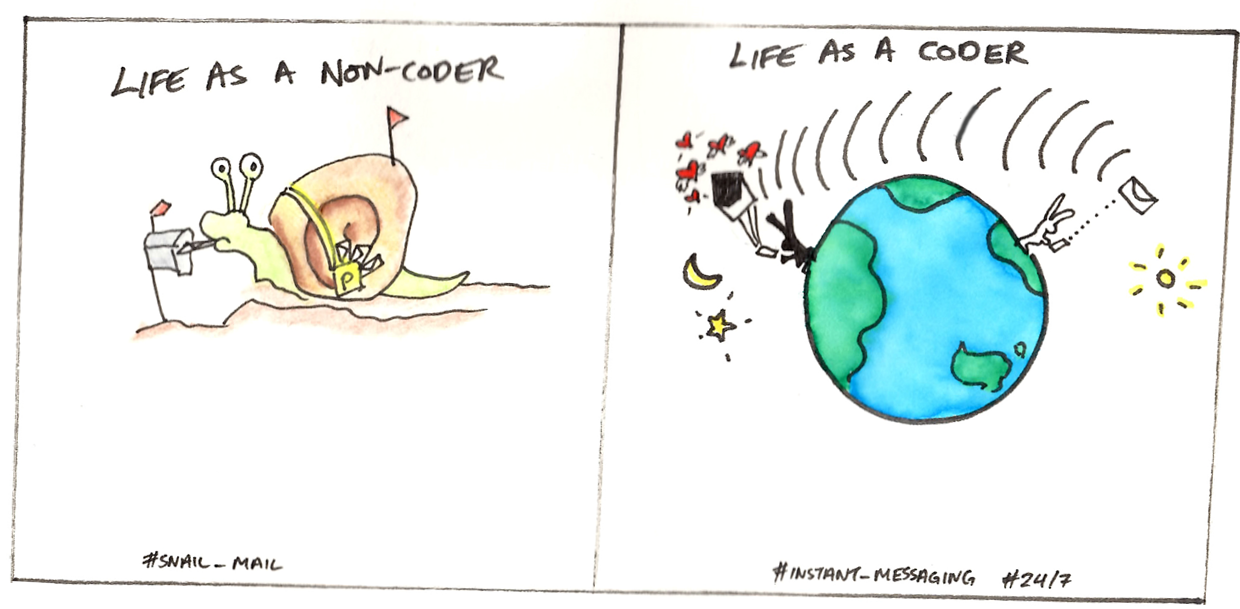 LIFE AS A NON-CODER
P
#SNAIL_MAIL
LIFE AS A CODER
#INSTANT_MESSAGING #24/7